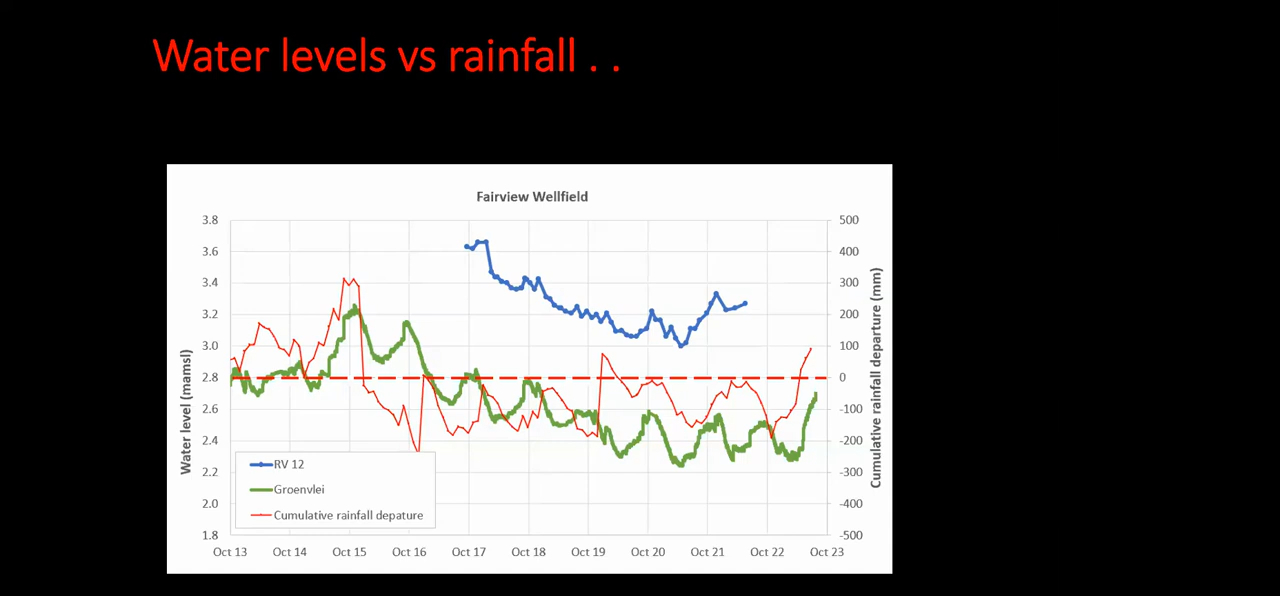 Water levels vs rainfall . .
Fairview Wellfield
3.8
3.6
3.4
3.2
3.0
2.8
2.6
2.4
2.2
2.0
1.8
Water level (mamsl)
500
400
300
200
100
0
-100
-200
-300
-400
-500
Cumulative rainfall departure (mm)
RV 12
Groenvlei
Cumulative rainfall depature
Oct 13 Oct 14 Oct 15 Oct 16 Oct 17 Oct 18 Oct 19 Oct 20 Oct 21 Oct 22 Oct 23